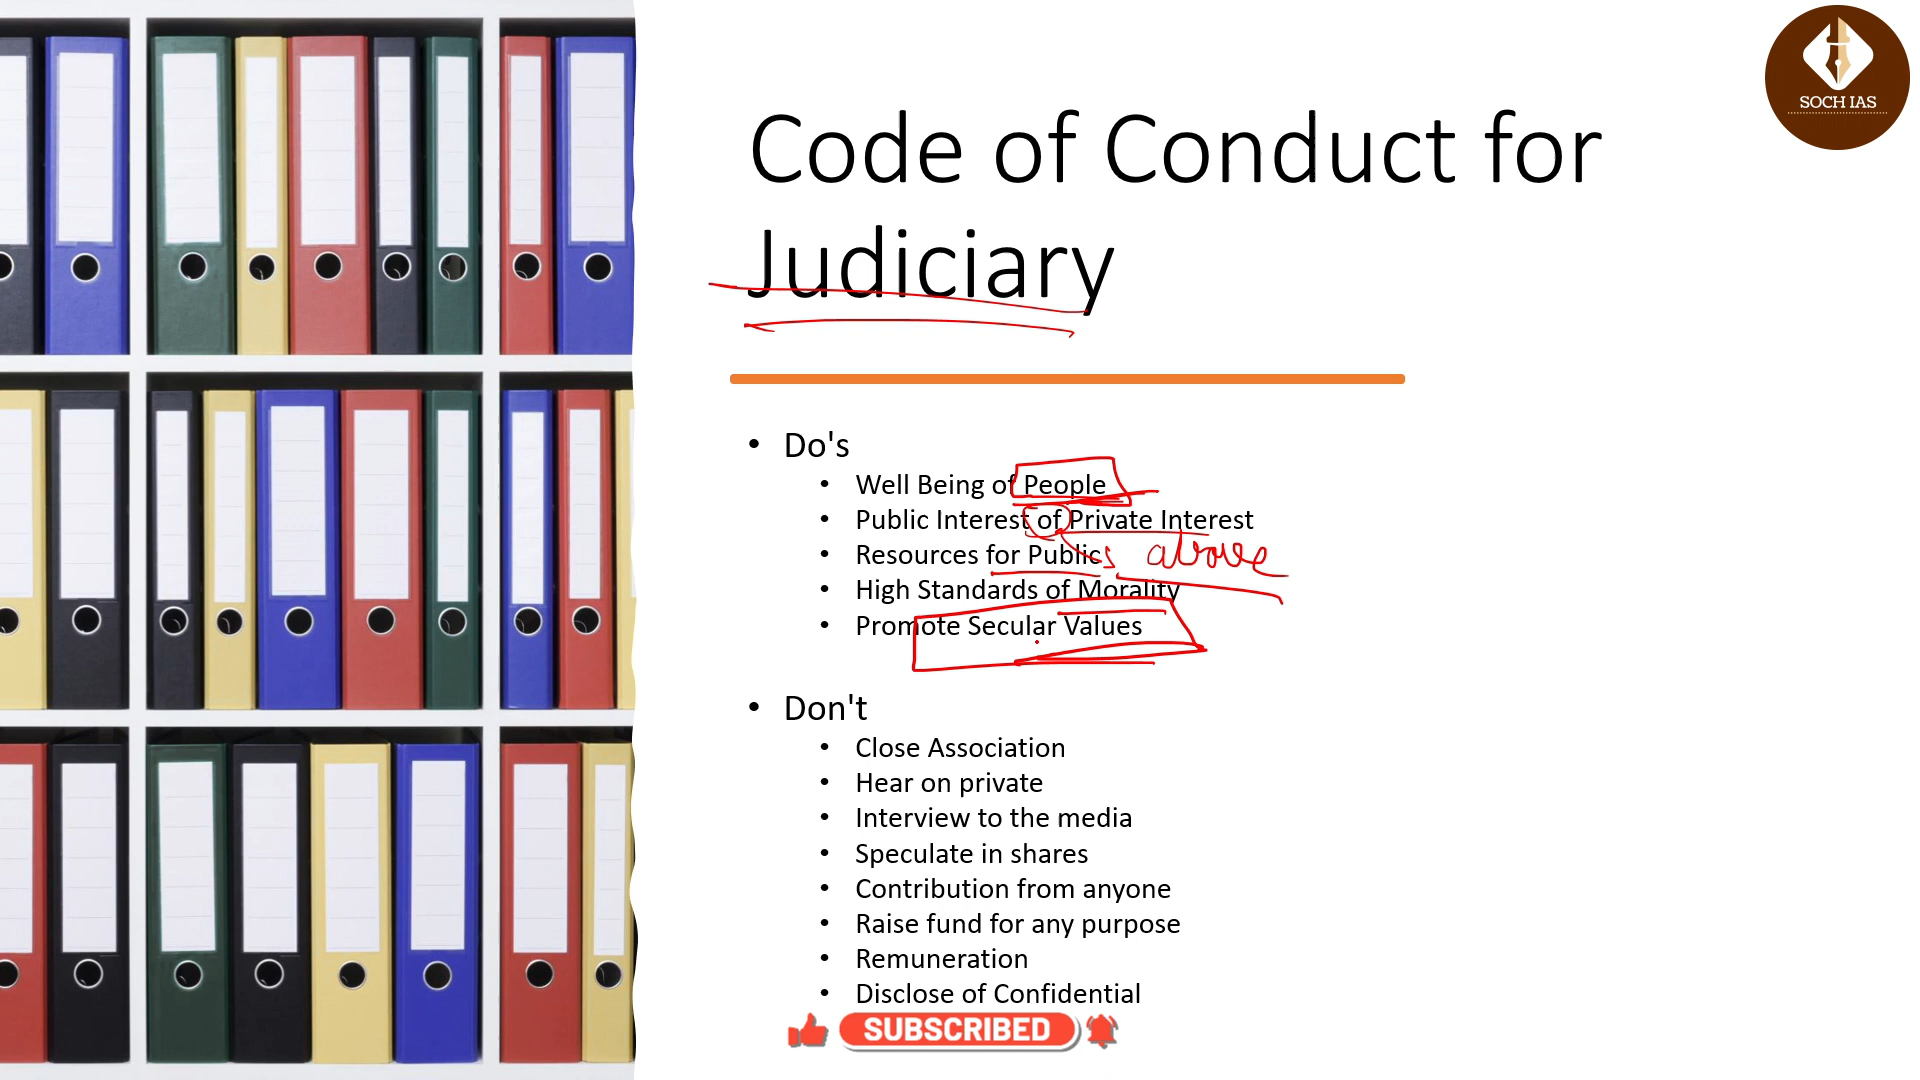 SOCH IAS
Code of Conduct for
Judiciary
• Do's
• Well Being of People
• Public Interest of Private Interest
above
• Resources for Public
• High Standards of Morality
• Promote Secular Values
• Don't
• Close Association
• Hear on private
• Interview to the media
• Speculate in shares
• Contribution from anyone
• Raise fund for any purpose
• Remuneration
• Disclose of Confidential
SUBSCRIBED